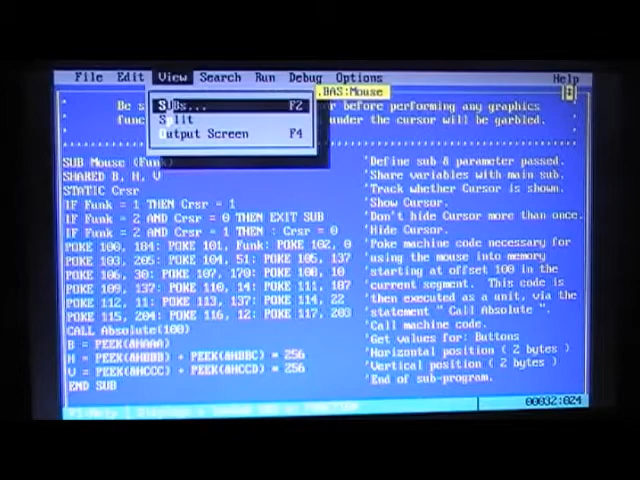 File Edit View Search Run Debug Options Help
.BAS:Mouse
SUBs... F2
Split
Output Screen F4
' Be s or before performing any graphics
' func under the cursor will be garbled.
SUB Mouse (Funk) 'Define sub & parameter passed.
SHARED B, H, V 'Share variables with main sub.
STATIC Crsr 'Track whether Cursor is shown.
IF Funk = 1 THEN Crsr = 1 'Show Cursor.
IF Funk = 2 AND Crsr = 0 THEN EXIT SUB 'Don't hide Cursor more than once.
IF Funk = 2 AND Crsr = 1 THEN : Crsr = 0 'Hide Cursor.
POKE 100, 184: POKE 101, Funk: POKE 102, 0 'Poke machine code necessary for
POKE 103, 205: POKE 104, 51: POKE 105, 137 'using the mouse into memory
POKE 106, 30: POKE 107, 170: POKE 108, 10 'starting at offset 100 in the
POKE 109, 137: POKE 110, 14: POKE 111, 187 'current segment. This code is
POKE 112, 11: POKE 113, 137: POKE 114, 22 'then executed as a unit, via the
POKE 115, 204: POKE 116, 12: POKE 117, 203 'statement " Call Absolute ".
CALL Absolute(100) 'Call machine code.
B = PEEK(&HAAA) 'Get values for: Buttons
H = PEEK(&HBBB) + PEEK(&HBBC) * 256 'Horizontal position ( 2 bytes )
V = PEEK(&HCCC) + PEEK(&HCCD) * 256 'Vertical position ( 2 bytes )
END SUB 'End of sub-program.
00032:024